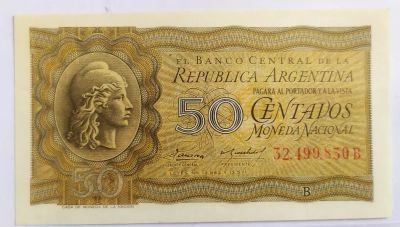 EL BANCO CENTRAL DE LA
REPUBLICA ARGENTINA
PAGARA AL PORTADOR Y A LA VISTA
50 CENTAVOS
MONEDA NACIONAL
32.499.850 B
50
B
CASA DE MONEDA DE LA NACION